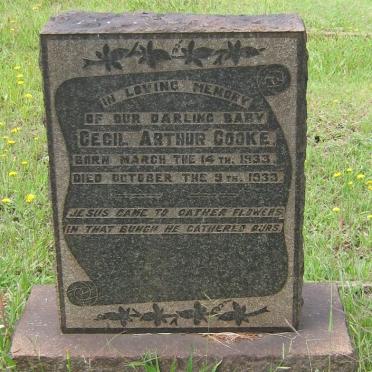 IN LOVING MEMORY
OF OUR DARLING BABY
CECIL ARTHUR COOKE.
BORN MARCH THE 14TH. 1933.
DIED OCTOBER THE 9TH. 1933.
JESUS CAME TO GATHER FLOWERS
IN THAT BUNCH HE GATHERED OURS.